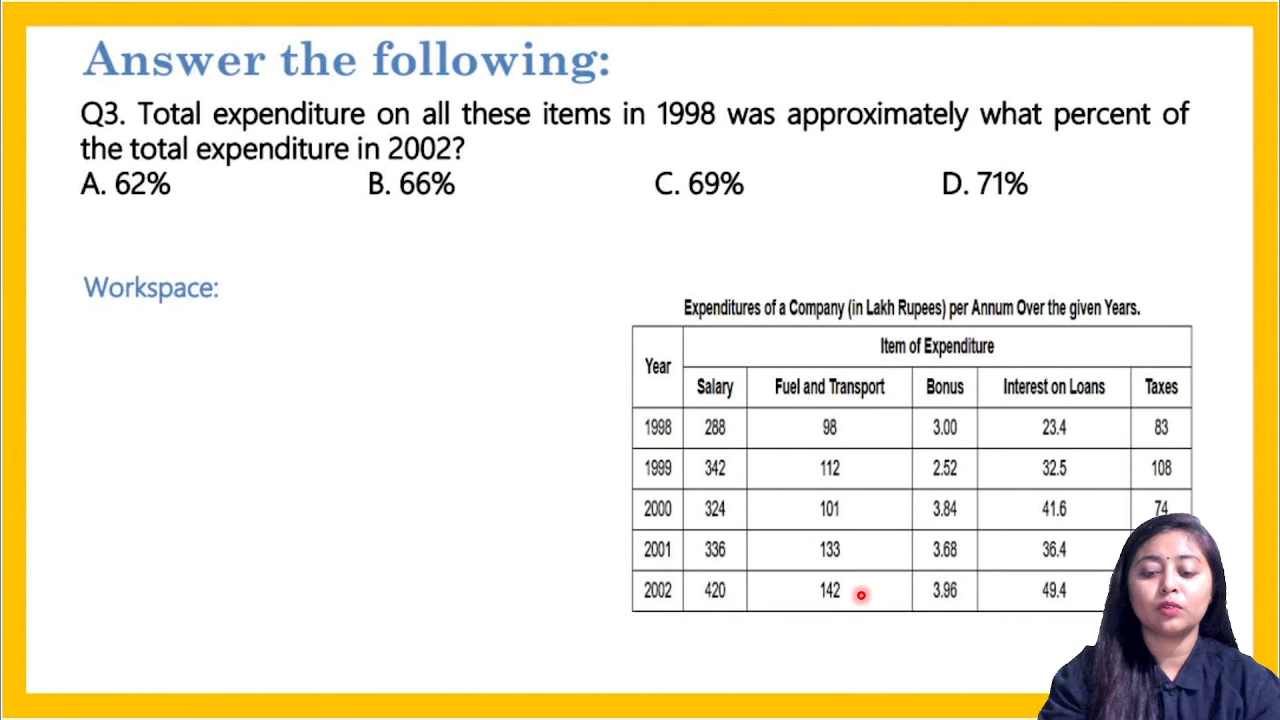 Answer the following:
Q3. Total expenditure on all these items in 1998 was approximately what percent of
the total expenditure in 2002?
A. 62% B. 66% C. 69% D. 71%
Workspace:
Expenditures of a Company (in Lakh Rupees) per Annum Over the given Years.
Year Item of Expenditure
Salary Fuel and Transport Bonus Interest on Loans Taxes
1998 288 98 3.00 23.4 83
1999 342 112 2.52 32.5 108
2000 324 101 3.84 41.6 74
2001 336 133 3.68 36.4
2002 420 142 3.96 49.4